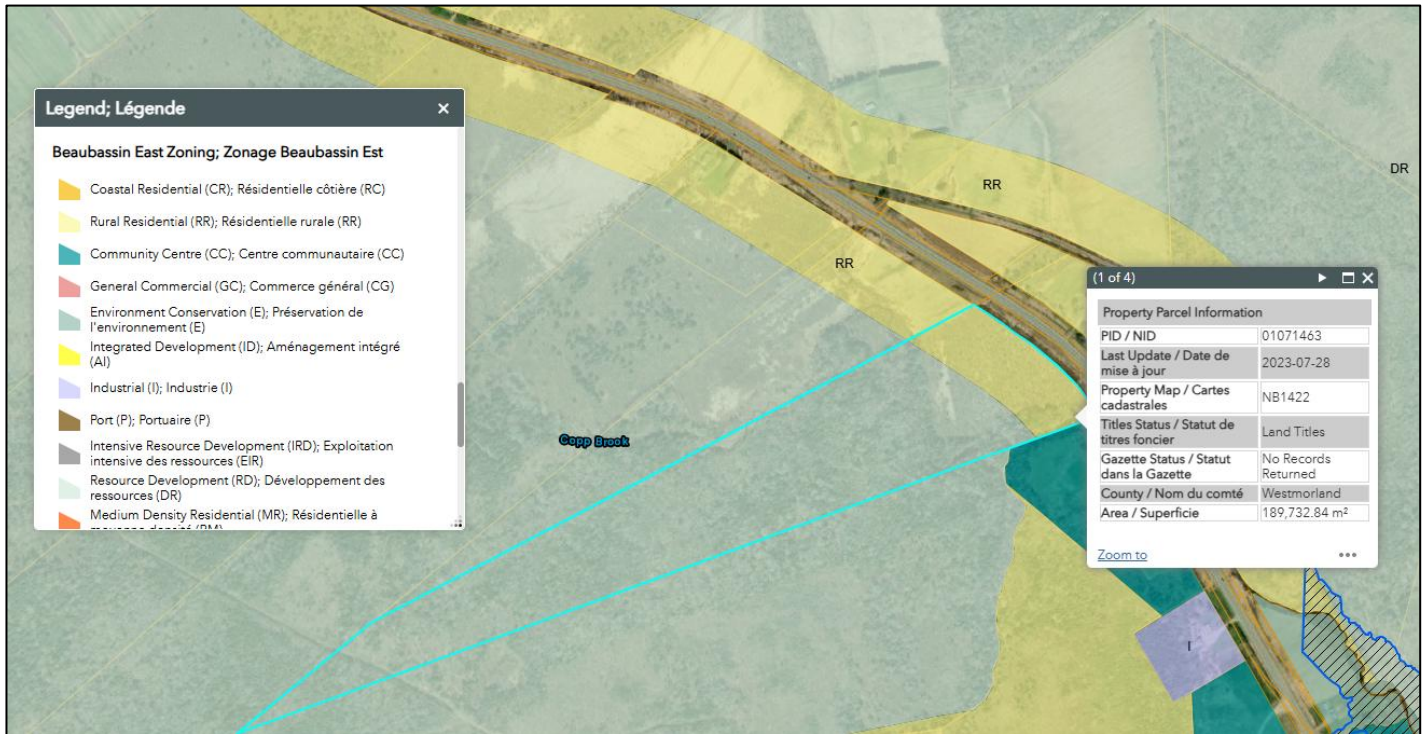 Legend; Légende
Beaubassin East Zoning; Zonage Beaubassin Est
Coastal Residential (CR); Résidentielle côtière (RC)
Rural Residential (RR); Résidentielle rurale (RR)
Community Centre (CC); Centre communautaire (CC)
General Commercial (GC); Commerce général (CG)
Environment Conservation (E); Préservation de
l'environnement (E)
Integrated Development (ID); Aménagement intégré
(AI)
Industrial (I); Industrie (I)
Port (P); Portuaire (P)
Intensive Resource Development (IRD); Exploitation
intensive des ressources (EIR)
Resource Development (RD); Développement des
ressources (DR)
Medium Density Residential (MR); Résidentielle à
moyenne densité (RM)
DR
RR
RR
Copp Brook
I
(1 of 4)
Property Parcel Information
PID / NID 01071463
Last Update / Date de
mise à jour 2023-07-28
Property Map / Cartes
cadastrales NB1422
Titles Status / Statut de
titres foncier Land Titles
Gazette Status / Statut
dans la Gazette No Records
Returned
County / Nom du comté Westmorland
Area / Superficie 189,732.84 m²
Zoom to